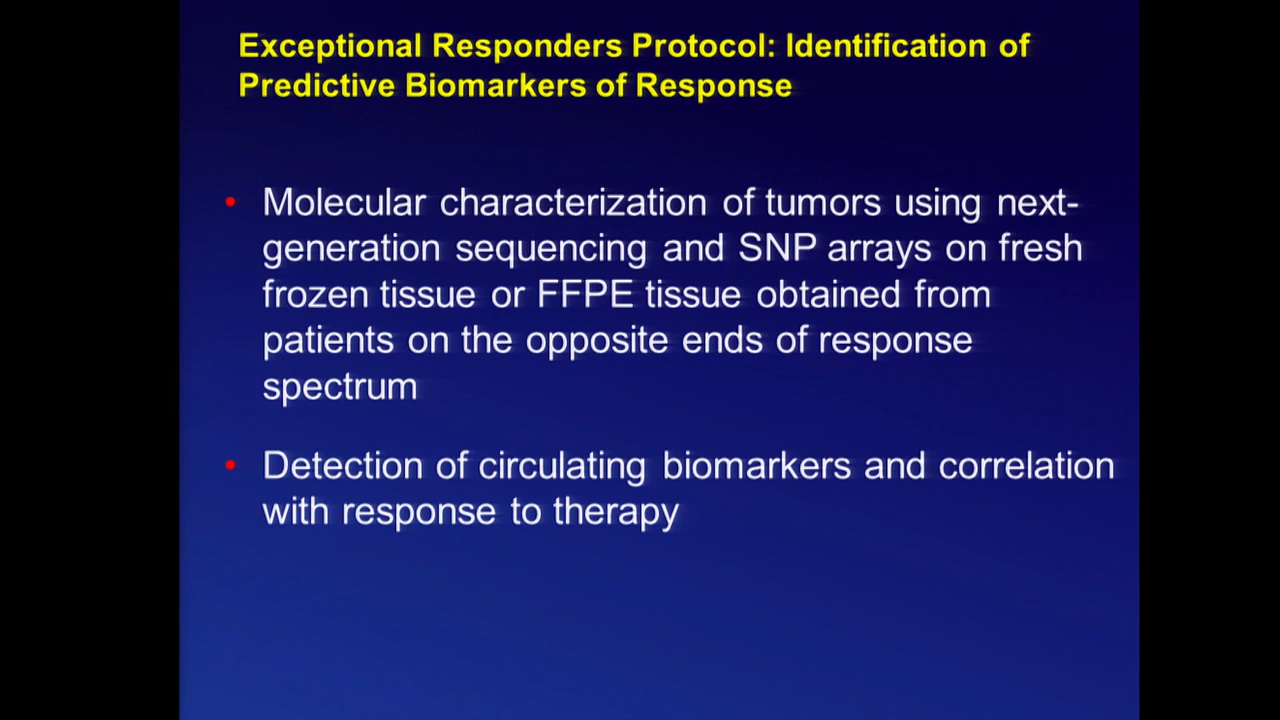 Exceptional Responders Protocol: Identification of
Predictive Biomarkers of Response
• Molecular characterization of tumors using next-
generation sequencing and SNP arrays on fresh
frozen tissue or FFPE tissue obtained from
patients on the opposite ends of response
spectrum
• Detection of circulating biomarkers and correlation
with response to therapy